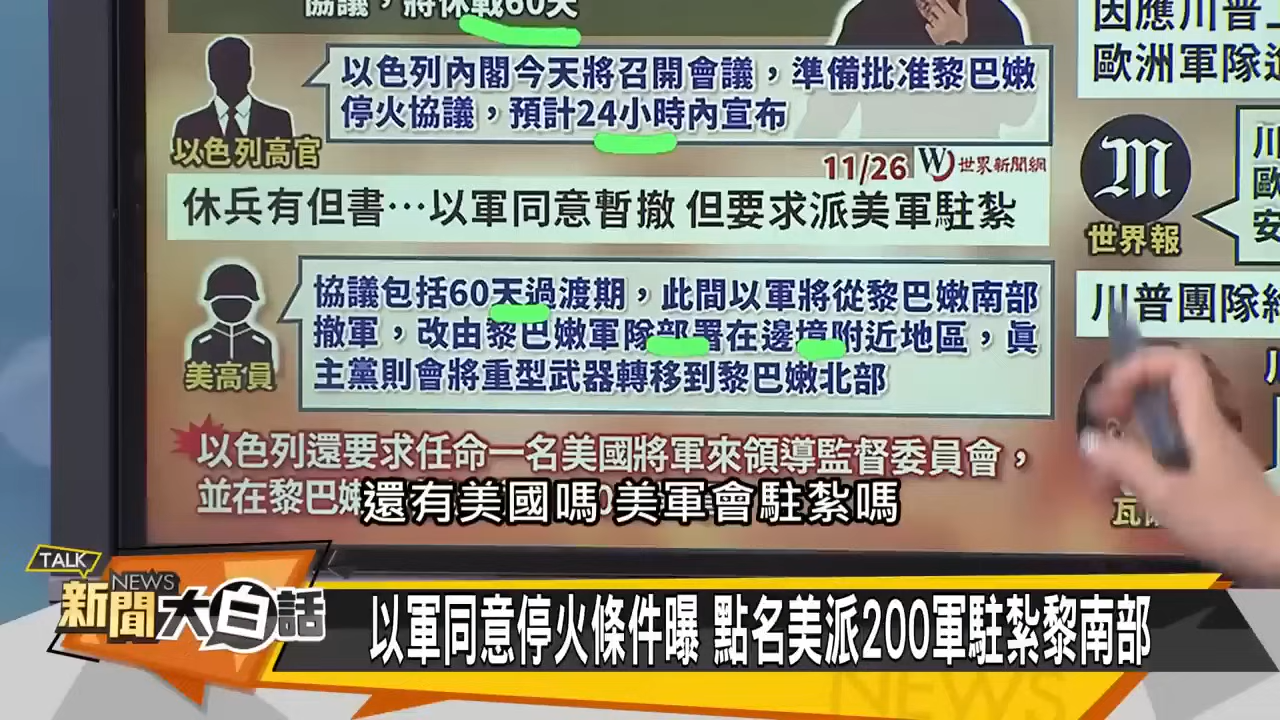 協議，將休戰60天
以色列高官
以色列內閣今天將召開會議，準備批准黎巴嫩
停火協議，預計24小時內宣布
11/26 W 世界新聞網
休兵有但書…以軍同意暫撤 但要求派美軍駐紮
美高員
協議包括60天過渡期，此間以軍將從黎巴嫩南部
撤軍，改由黎巴嫩軍隊部署在邊境附近地區，真
主黨則會將重型武器轉移到黎巴嫩北部
以色列還要求任命一名美國將軍來領導監督委員會，
並在黎巴嫩
因應川普
歐洲軍隊
M
世界報
川
歐
安
川普團隊
瓦
還有美國嗎 美軍會駐紮嗎
TALK
NEWS
新聞大白話
以軍同意停火條件曝 點名美派200軍駐紮黎南部
NEWS